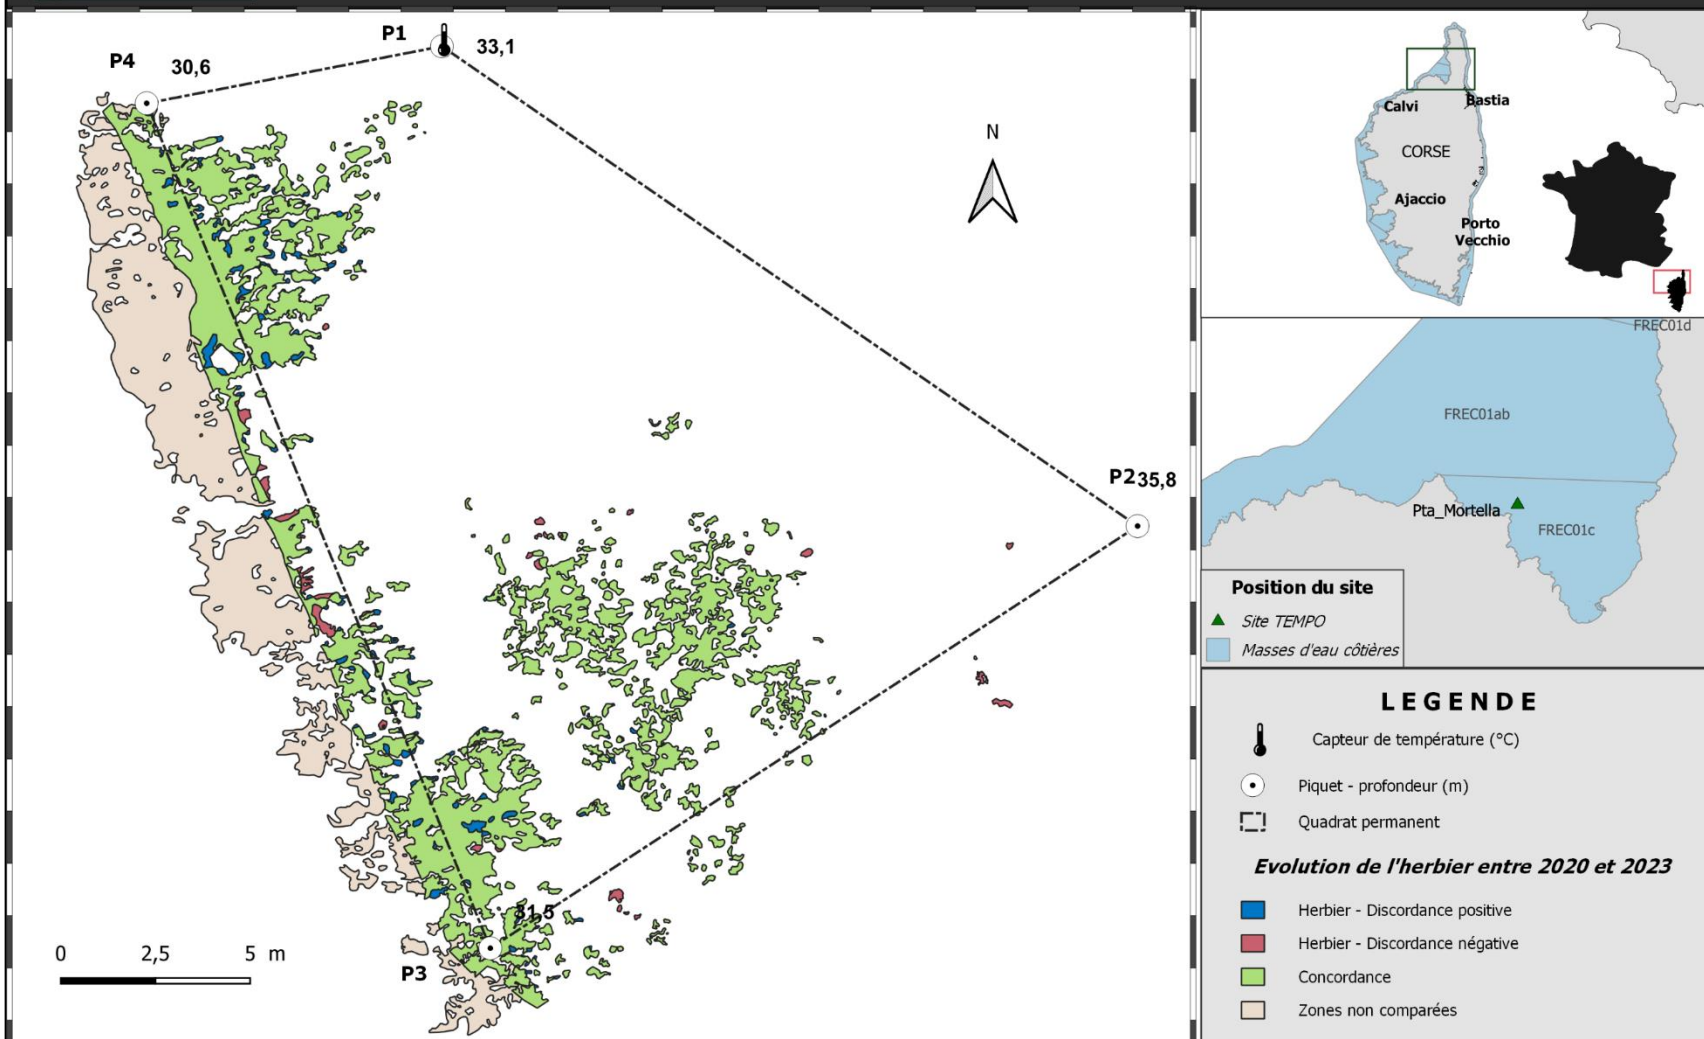 P1
33,1
P4
30,6
N
P2
35,8
31,5
P3
0
2,5
5 m
Calvi
Bastia
CORSE
Ajaccio
Porto
Vecchio
FREC01d
FREC01ab
Pta_Mortella
FREC01c
Position du site
Site TEMPO
Masses d'eau côtières
LEGENDE
Capteur de température (°C)
Piquet - profondeur (m)
Quadrat permanent
Evolution de l'herbier entre 2020 et 2023
Herbier - Discordance positive
Herbier - Discordance négative
Concordance
Zones non comparées